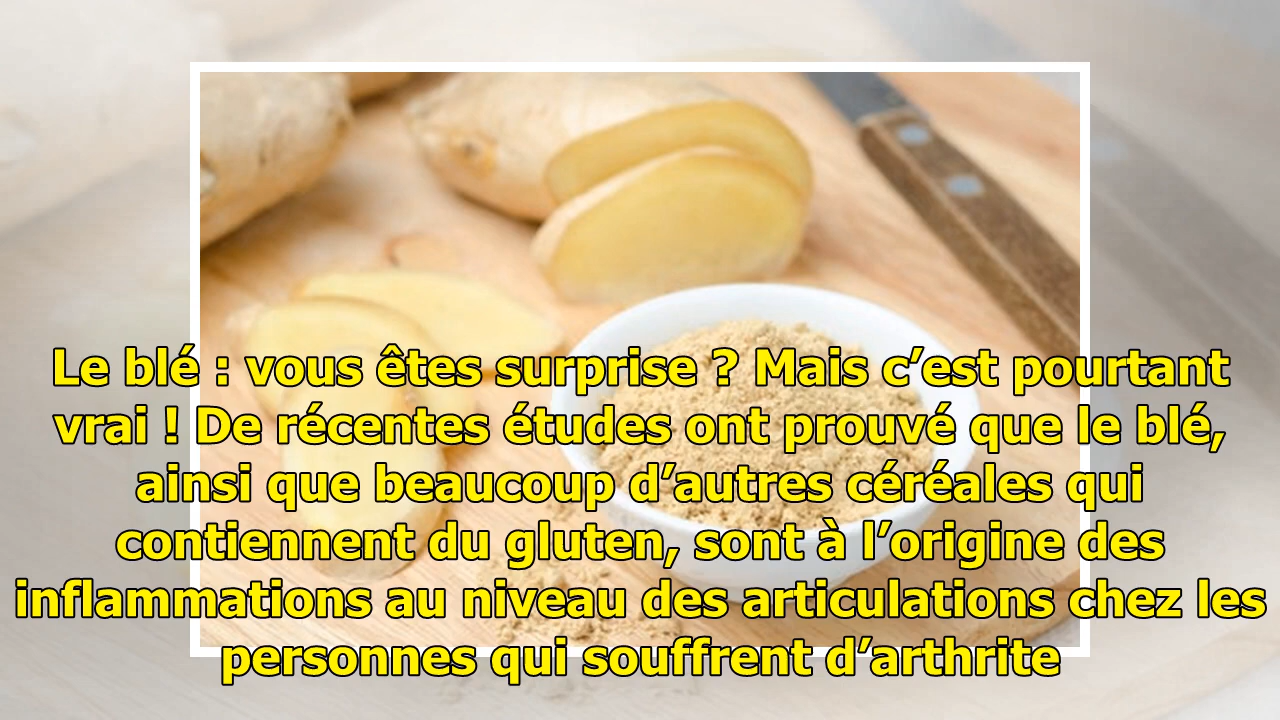 Le blé : vous êtes surprise ? Mais c’est pourtant
vrai ! De récentes études ont prouvé que le blé,
ainsi que beaucoup d’autres céréales qui
contiennent du gluten, sont à l’origine des
inflammations au niveau des articulations chez les
personnes qui souffrent d’arthrite